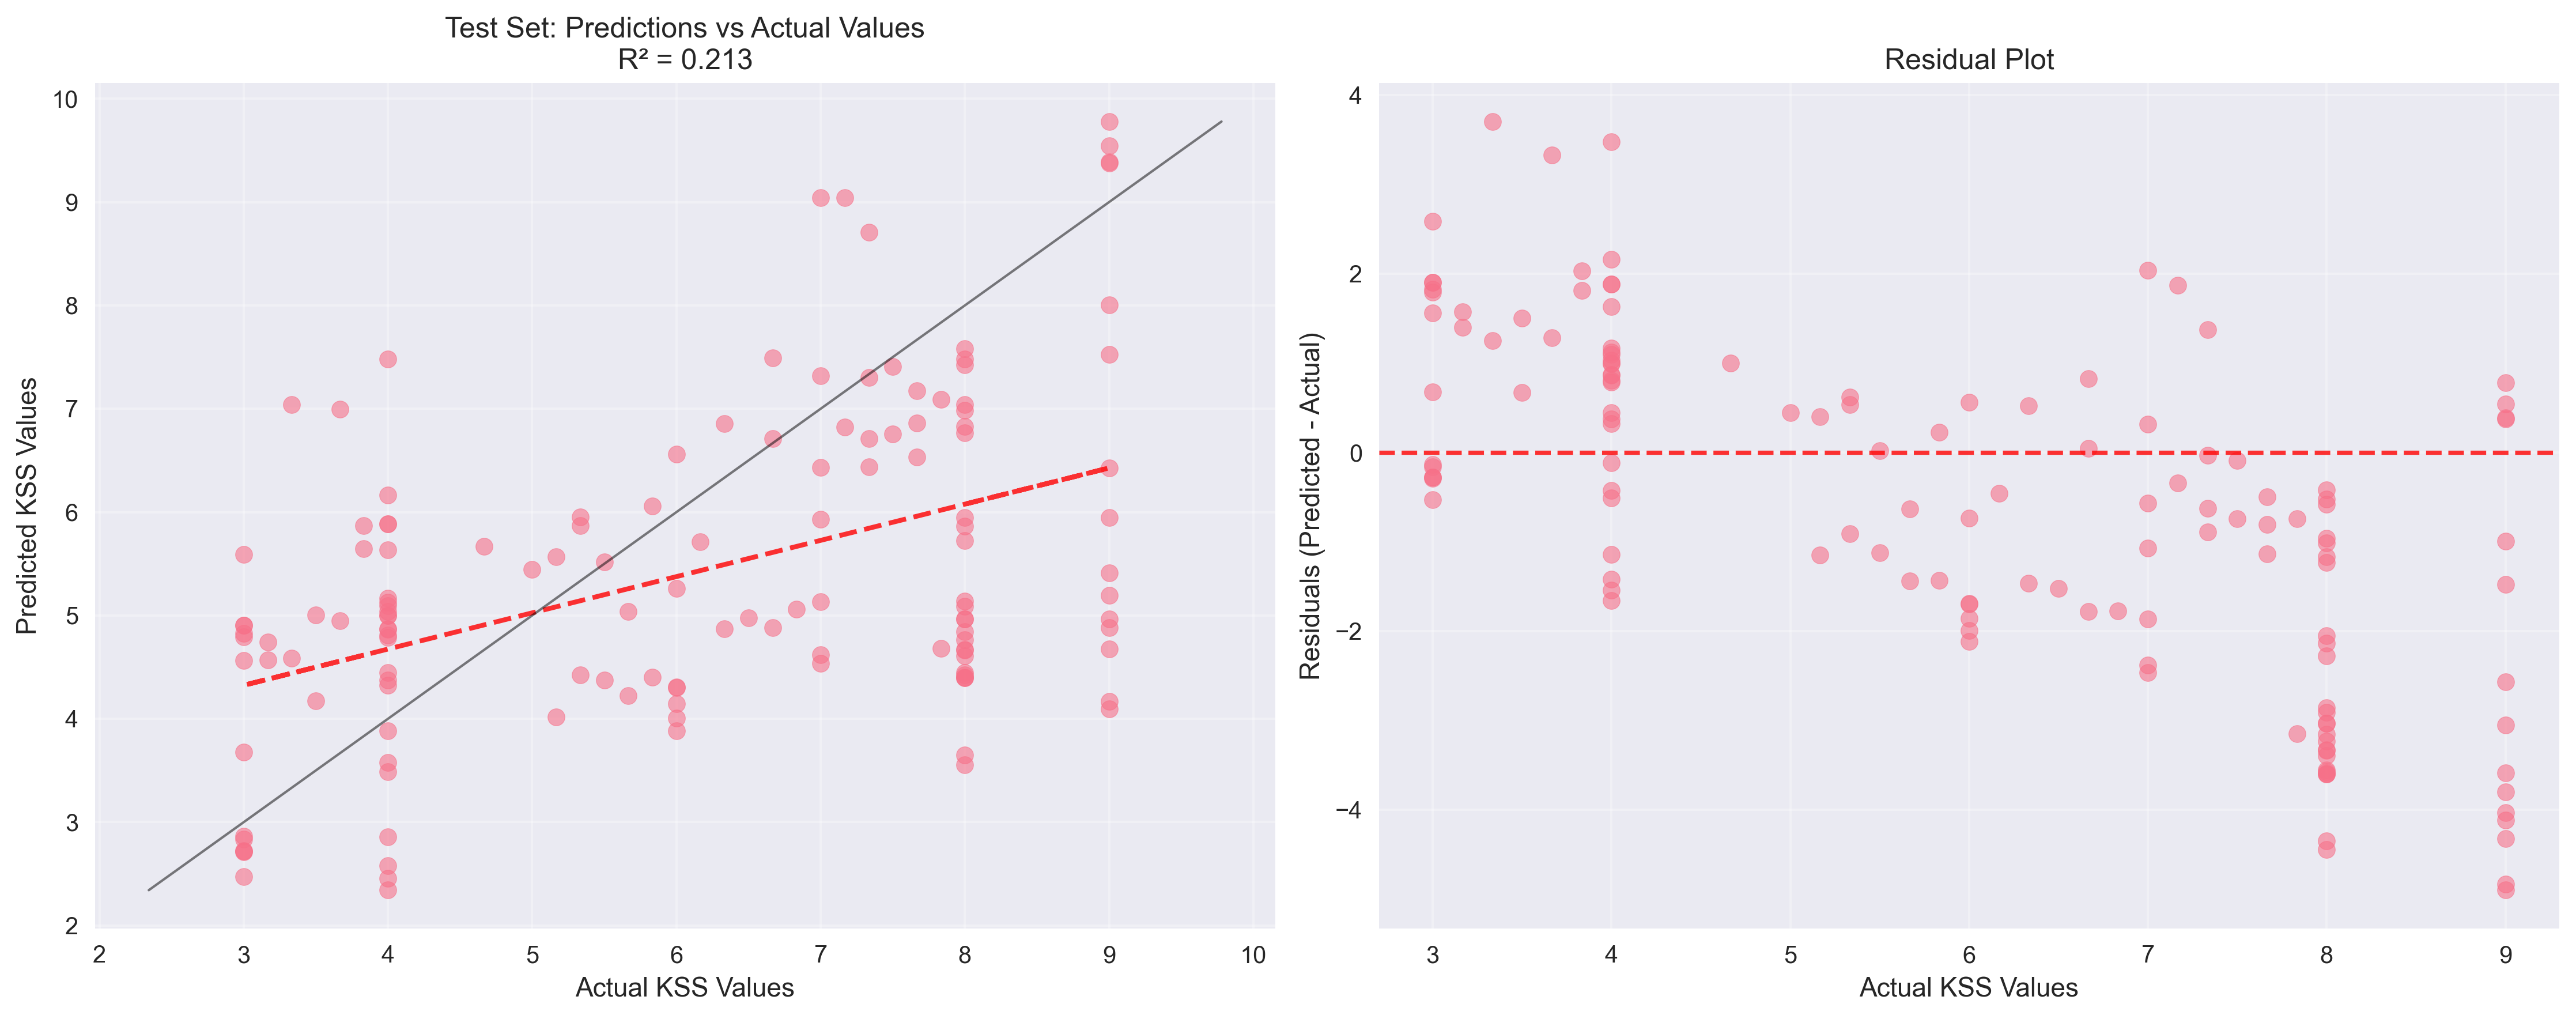 Test Set: Predictions vs Actual Values
R² = 0.213
10
9
8
7
6
5
4
3
2
Predicted KSS Values
2 3 4 5 6 7 8 9 10
Actual KSS Values
Residual Plot
4
2
0
−2
−4
Residuals (Predicted - Actual)
3 4 5 6 7 8 9
Actual KSS Values